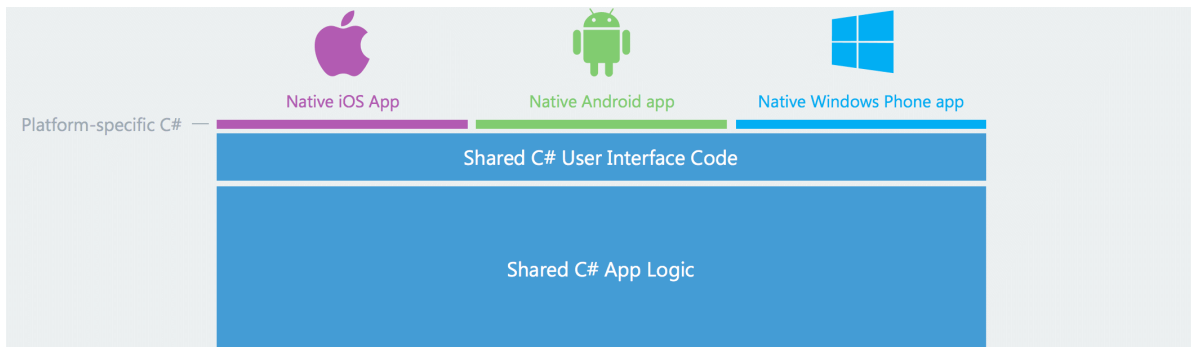 Native iOS App
Native Android app
Native Windows Phone app
Platform-specific C#
Shared C# User Interface Code
Shared C# App Logic